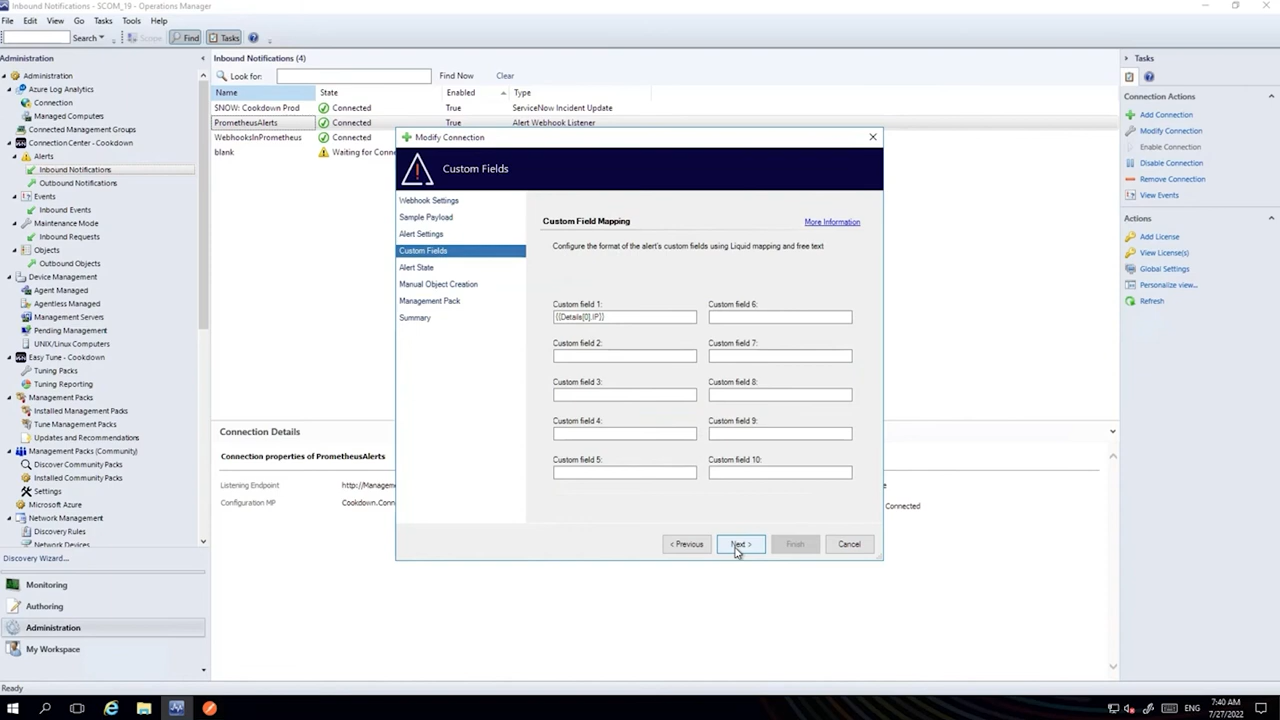 Inbound Notifications - SCOM_19 - Operations Manager
File Edit View Go Tasks Tools Help
Search Scope Find Tasks
Administration
Administration
Azure Log Analytics
Connection
Managed Computers
Connected Management Groups
Connection Center - Cookdown
Alerts
Inbound Notifications
Outbound Notifications
Events
Inbound Events
Maintenance Mode
Inbound Requests
Objects
Outbound Objects
Device Management
Agent Managed
Agentless Managed
Management Servers
Pending Management
UNIX/Linux Computers
Easy Tune - Cookdown
Tuning Packs
Tuning Reporting
Management Packs
Installed Management Packs
Tune Management Packs
Updates and Recommendations
Management Packs (Community)
Discover Community Packs
Installed Community Packs
Settings
Microsoft Azure
Network Management
Discovery Rules
Network Devices
Discovery Wizard...
Monitoring
Authoring
Administration
My Workspace
Ready
Inbound Notifications (4)
Look for: Find Now Clear
Name State Enabled Type
SNOW: Cookdown Prod Connected True ServiceNow Incident Update
PrometheusAlerts Connected True Alert Webhook Listener
WebhooksInPrometheus Connected
blank Waiting for Conn
Modify Connection
Custom Fields
Webhook Settings
Sample Payload
Alert Settings
Custom Fields
Alert State
Manual Object Creation
Management Pack
Summary
Custom Field Mapping More Information
Configure the format of the alert's custom fields using Liquid mapping and free text
Custom field 1: Custom field 6:
{{Details[0].IP}}
Custom field 2: Custom field 7:
Custom field 3: Custom field 8:
Custom field 4: Custom field 9:
Custom field 5: Custom field 10:
< Previous Next > Finish Cancel
Connection Details
Connection properties of PrometheusAlerts
Listening Endpoint http://Manage
Configuration MP Cookdown.Conn Connected
Tasks
Connection Actions
Add Connection
Modify Connection
Enable Connection
Disable Connection
Remove Connection
View Events
Actions
Add License
View License(s)
Global Settings
Personalize view...
Refresh
ENG
7:40 AM
7/27/2022